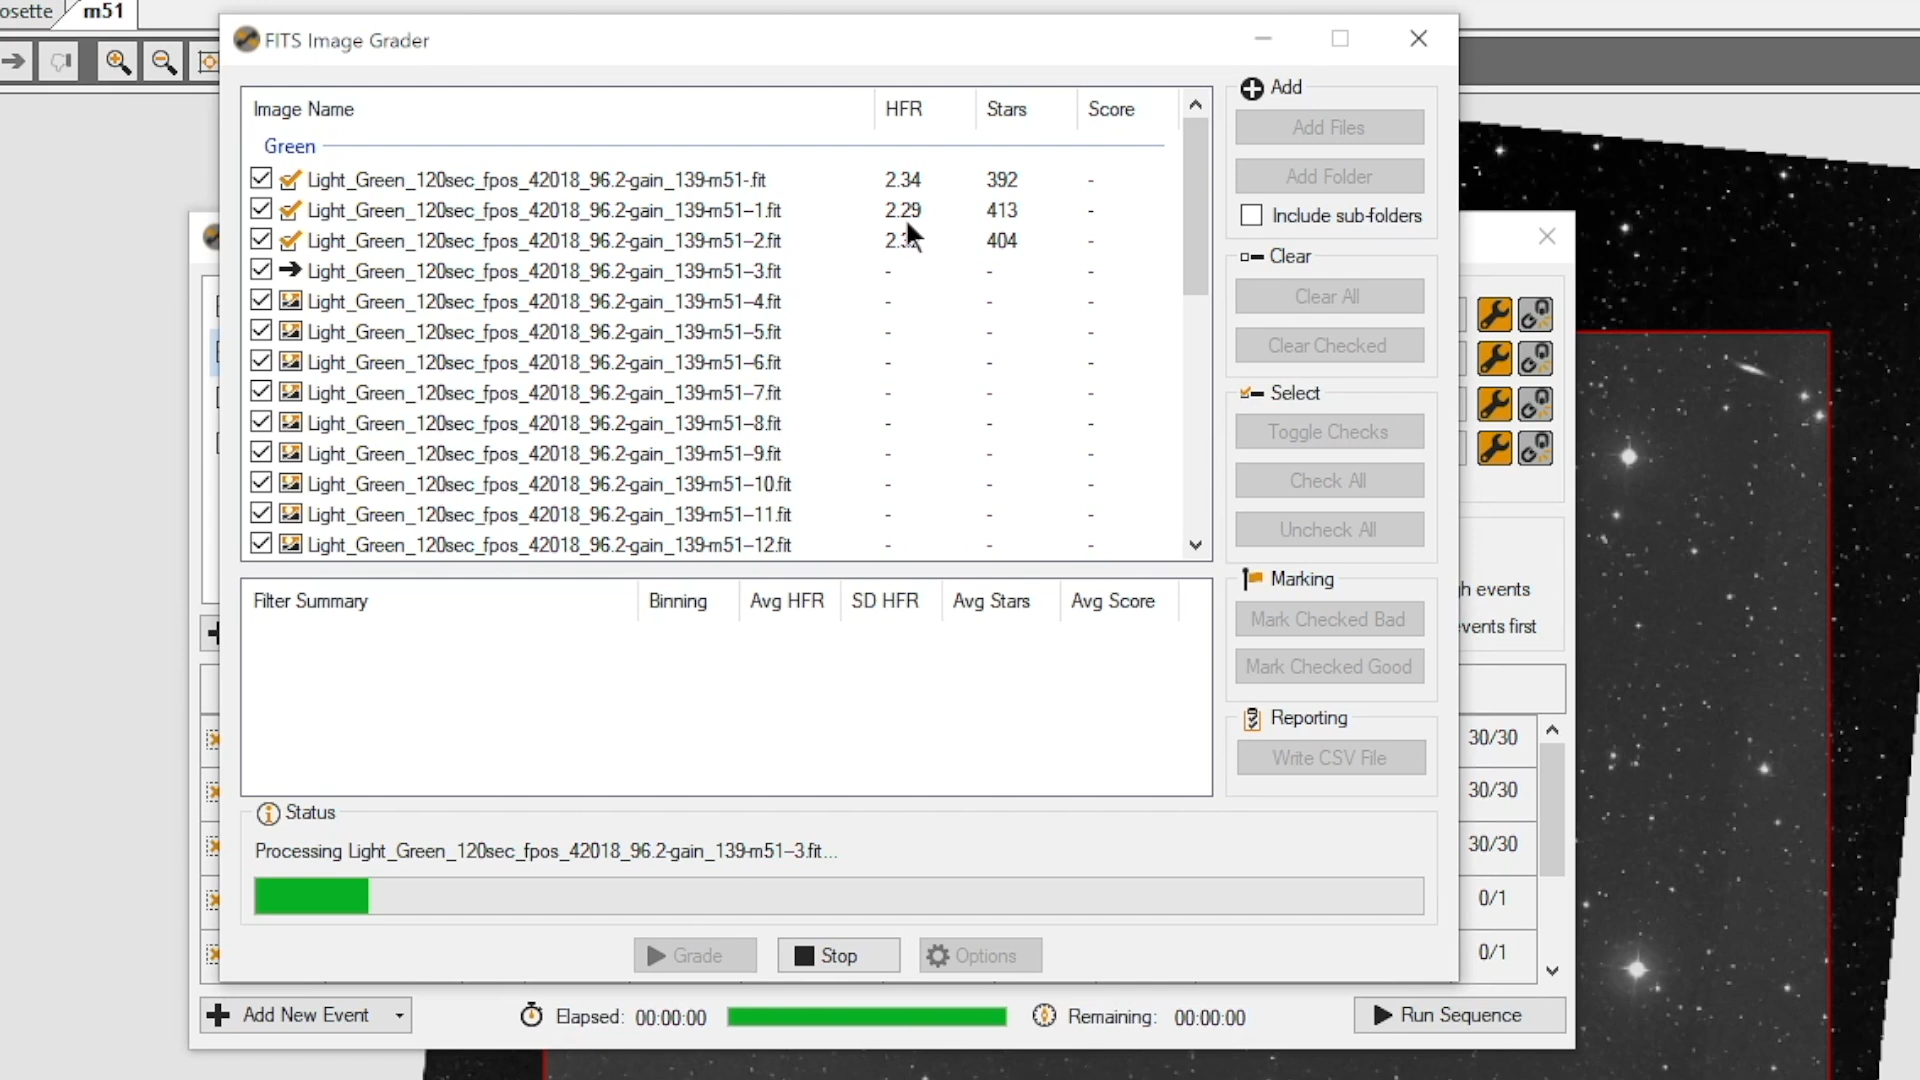 osette
m51
FITS Image Grader
Image Name HFR Stars Score
Green
Light_Green_120sec_fpos_42018_96.2-gain_139-m51-.fit 2.34 392 -
Light_Green_120sec_fpos_42018_96.2-gain_139-m51--1.fit 2.29 413 -
Light_Green_120sec_fpos_42018_96.2-gain_139-m51--2.fit 404 -
Light_Green_120sec_fpos_42018_96.2-gain_139-m51--3.fit - - -
Light_Green_120sec_fpos_42018_96.2-gain_139-m51--4.fit - - -
Light_Green_120sec_fpos_42018_96.2-gain_139-m51--5.fit - - -
Light_Green_120sec_fpos_42018_96.2-gain_139-m51--6.fit - - -
Light_Green_120sec_fpos_42018_96.2-gain_139-m51--7.fit - - -
Light_Green_120sec_fpos_42018_96.2-gain_139-m51--8.fit - - -
Light_Green_120sec_fpos_42018_96.2-gain_139-m51--9.fit - - -
Light_Green_120sec_fpos_42018_96.2-gain_139-m51--10.fit - - -
Light_Green_120sec_fpos_42018_96.2-gain_139-m51--11.fit - - -
Light_Green_120sec_fpos_42018_96.2-gain_139-m51--12.fit - - -
Filter Summary Binning Avg HFR SD HFR Avg Stars Avg Score
Status
Processing Light_Green_120sec_fpos_42018_96.2-gain_139-m51--3.fit...
Grade
Stop
Options
Add
Add Files
Add Folder
Include sub-folders
Clear
Clear All
Clear Checked
Select
Toggle Checks
Check All
Uncheck All
Marking
Mark Checked Bad
Mark Checked Good
Reporting
Write CSV File
events
events first
30/30
30/30
30/30
0/1
0/1
Add New Event
Elapsed: 00:00:00
Remaining: 00:00:00
Run Sequence